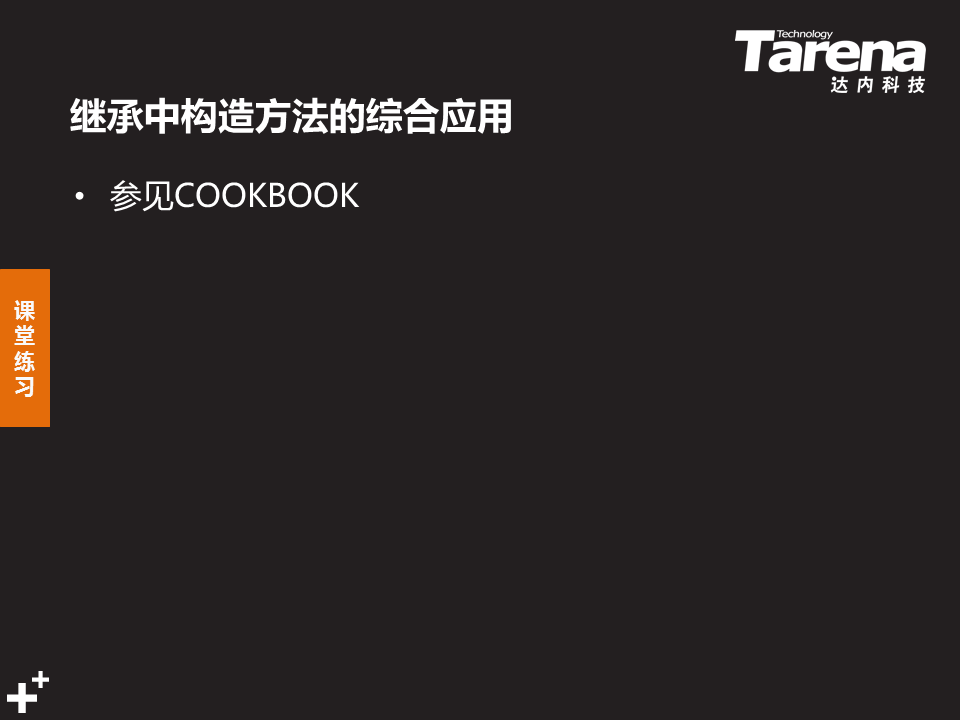 Technology
Tarena
达内科技
继承中构造方法的综合应用
• 参见COOKBOOK
课
堂
练
习